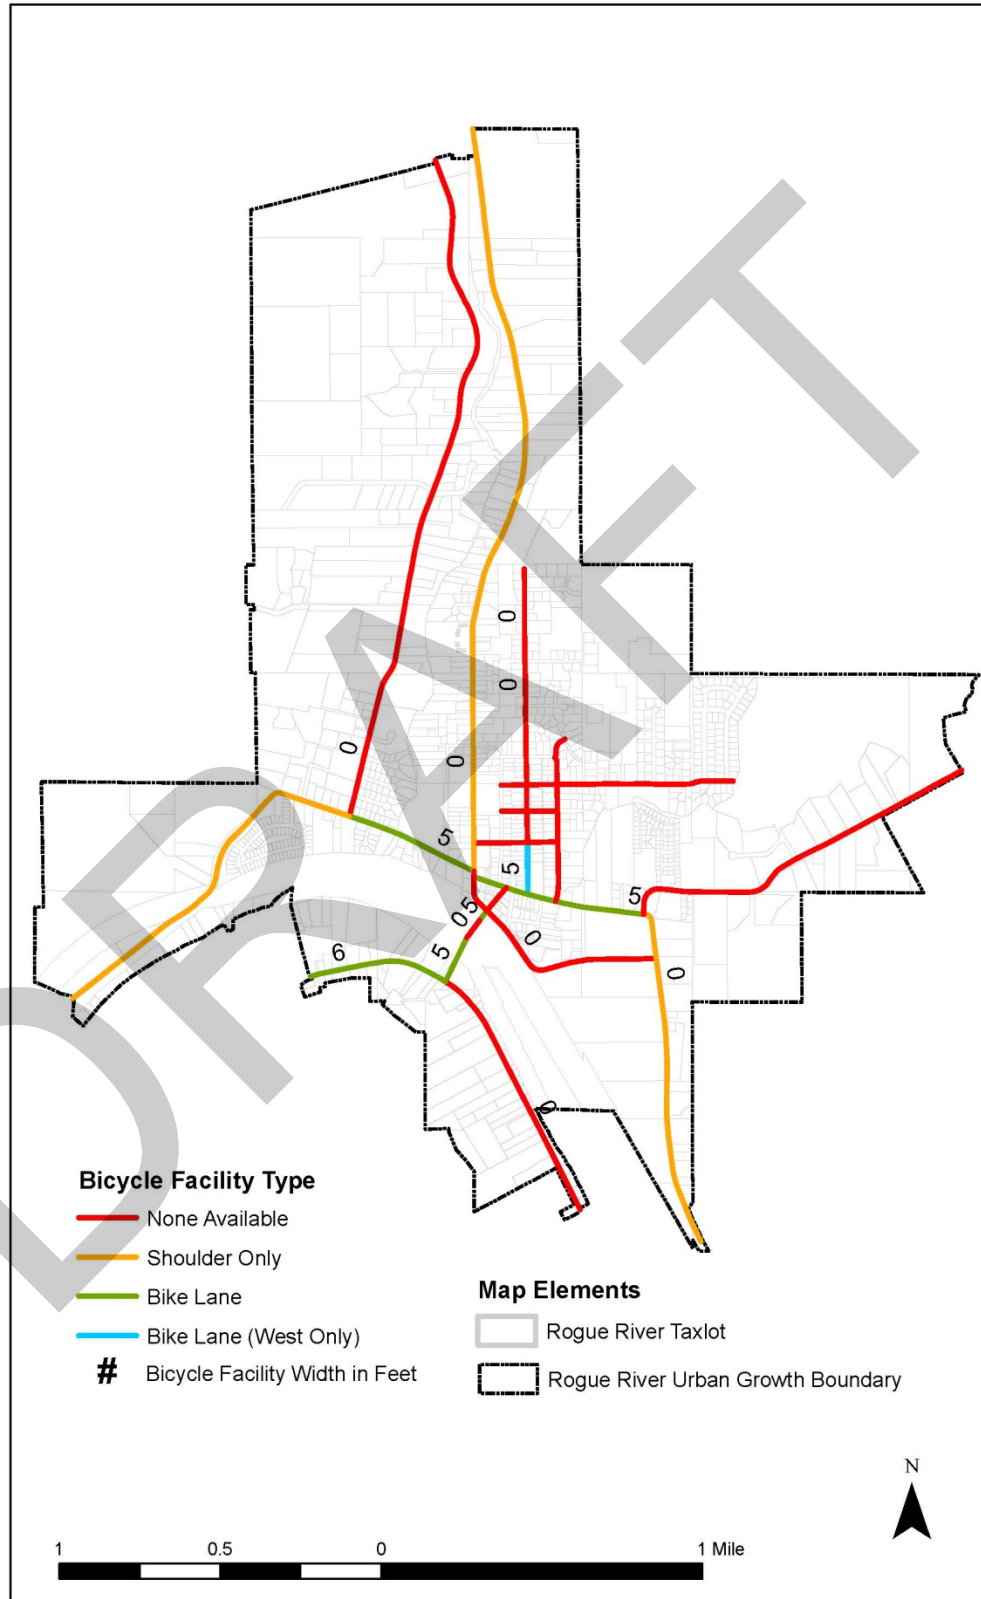 DRAFT
0
0
0
0
5
5
5
5
0
0
5
6
0
0
Bicycle Facility Type
None Available
Shoulder Only
Bike Lane
Bike Lane (West Only)
# Bicycle Facility Width in Feet
Map Elements
Rogue River Taxlot
Rogue River Urban Growth Boundary
N
1 0.5 0 1 Mile